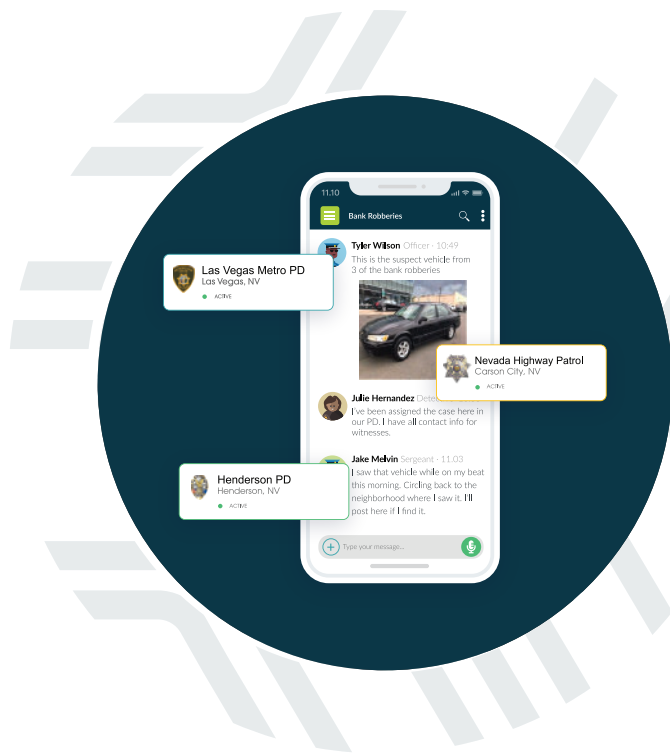 11.10
Bank Robberies
Tyler Wilson Officer · 10:49
This is the suspect vehicle from
3 of the bank robberies
Las Vegas Metro PD
Las Vegas, NV
ACTIVE
Nevada Highway Patrol
Carson City, NV
ACTIVE
Julie Hernandez
I've been assigned the case here in
our PD. I have all contact info for
witnesses.
Jake Melvin Sergeant · 11.03
I saw that vehicle while on my beat
this morning. Circling back to the
neighborhood where I saw it. I'll
post here if I find it.
Henderson PD
Henderson, NV
ACTIVE
Type your message...